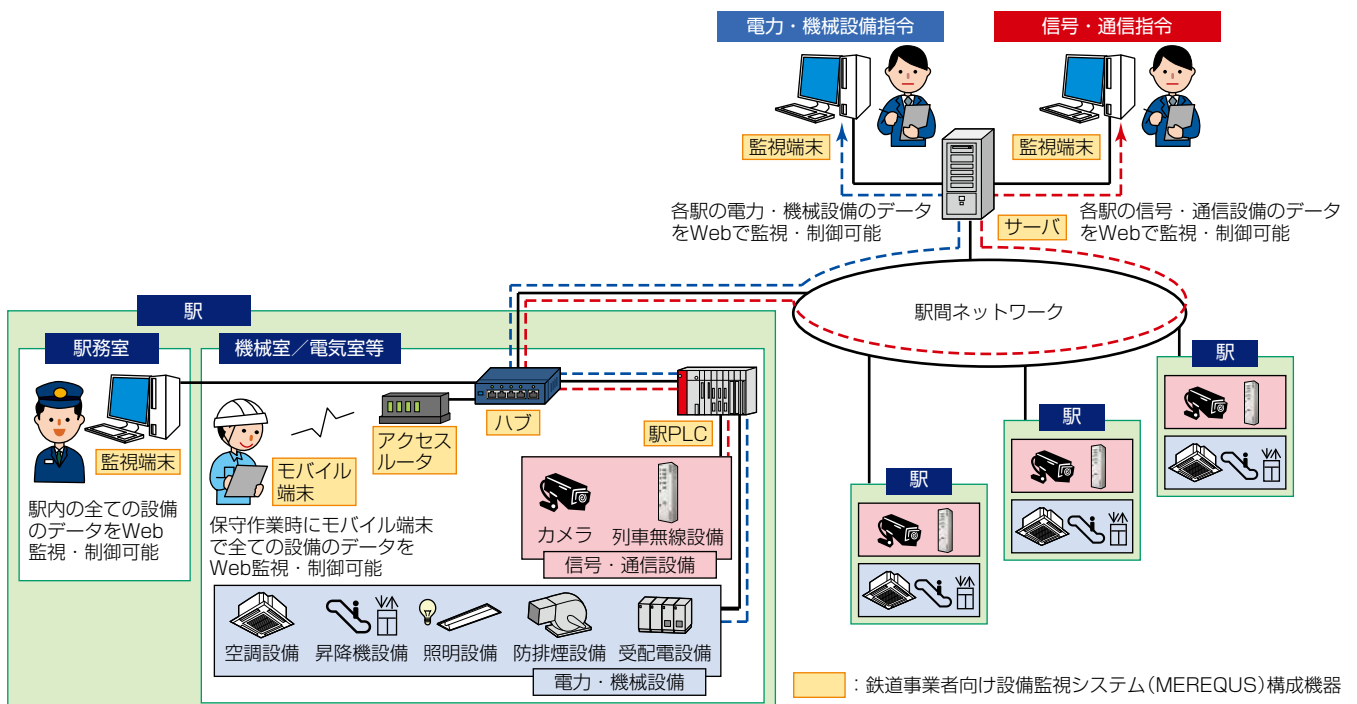 電力・機械設備指令
信号・通信指令
監視端末
監視端末
各駅の電力・機械設備のデータ
をWebで監視・制御可能
サーバ
各駅の信号・通信設備のデータ
をWebで監視・制御可能
駅間ネットワーク
駅
駅務室
監視端末
駅内の全ての設備
のデータをWeb
監視・制御可能
機械室／電気室等
モバイル
端末
アクセス
ルータ
ハブ
駅PLC
保守作業時にモバイル端末
で全ての設備のデータを
Web監視・制御可能
カメラ
列車無線設備
信号・通信設備
空調設備
昇降機設備
照明設備
防排煙設備
受配電設備
電力・機械設備
駅
駅
駅
：鉄道事業者向け設備監視システム(MEREQUS)構成機器